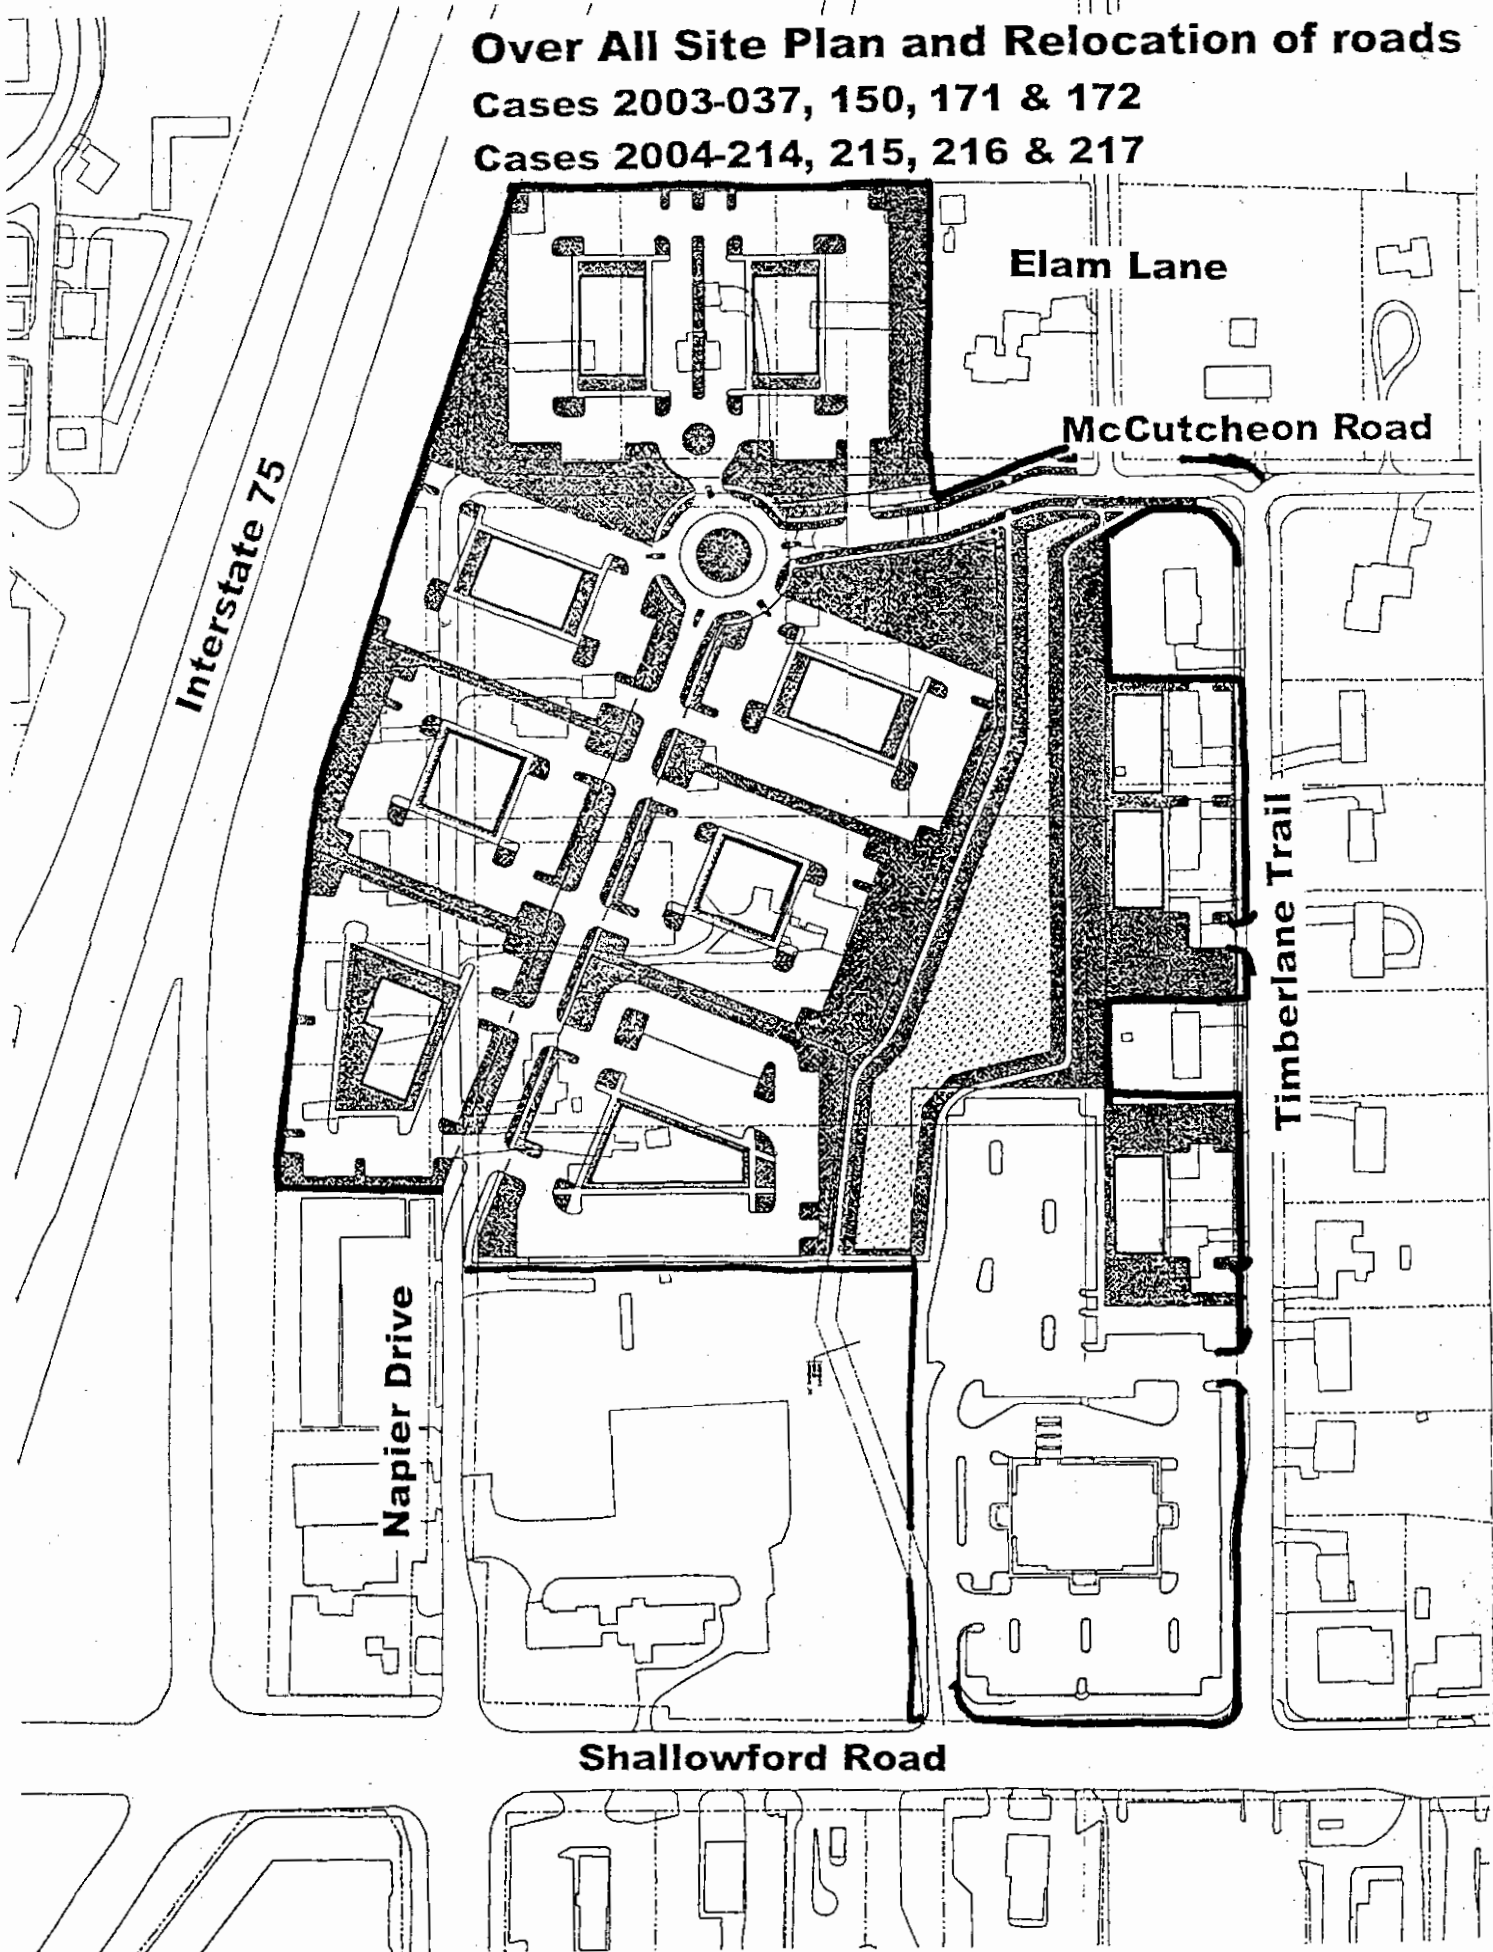 Over All Site Plan and Relocation of roads
Cases 2003-037, 150, 171 & 172
Cases 2004-214, 215, 216 & 217
Elam Lane
McCutcheon Road
Interstate 75
Timberlane Trail
Napier Drive
Shallowford Road